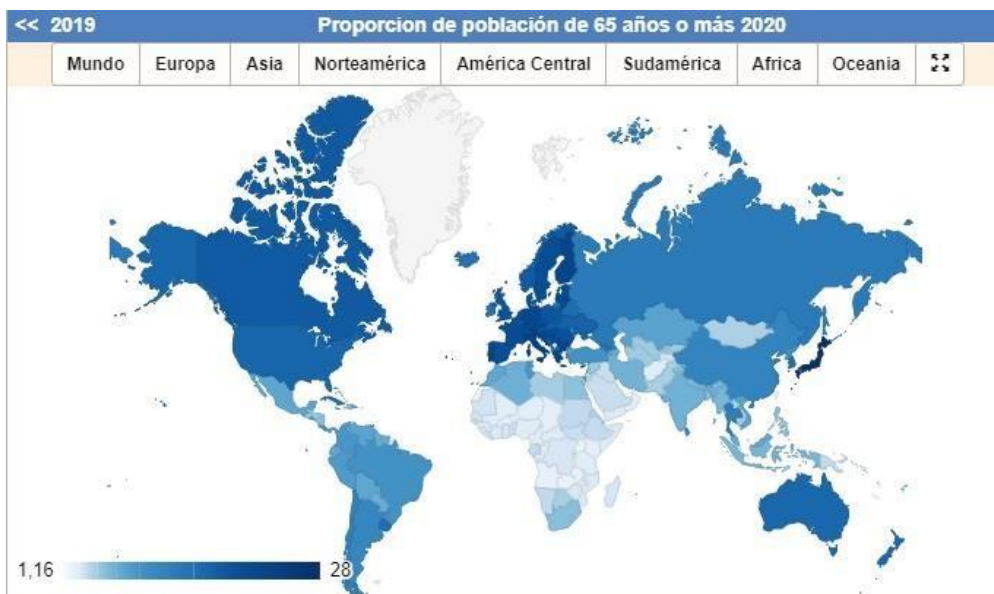 << 2019 Proporcion de población de 65 años o más 2020
Mundo Europa Asia Norteamérica América Central Sudamérica Africa Oceania
1,16 28